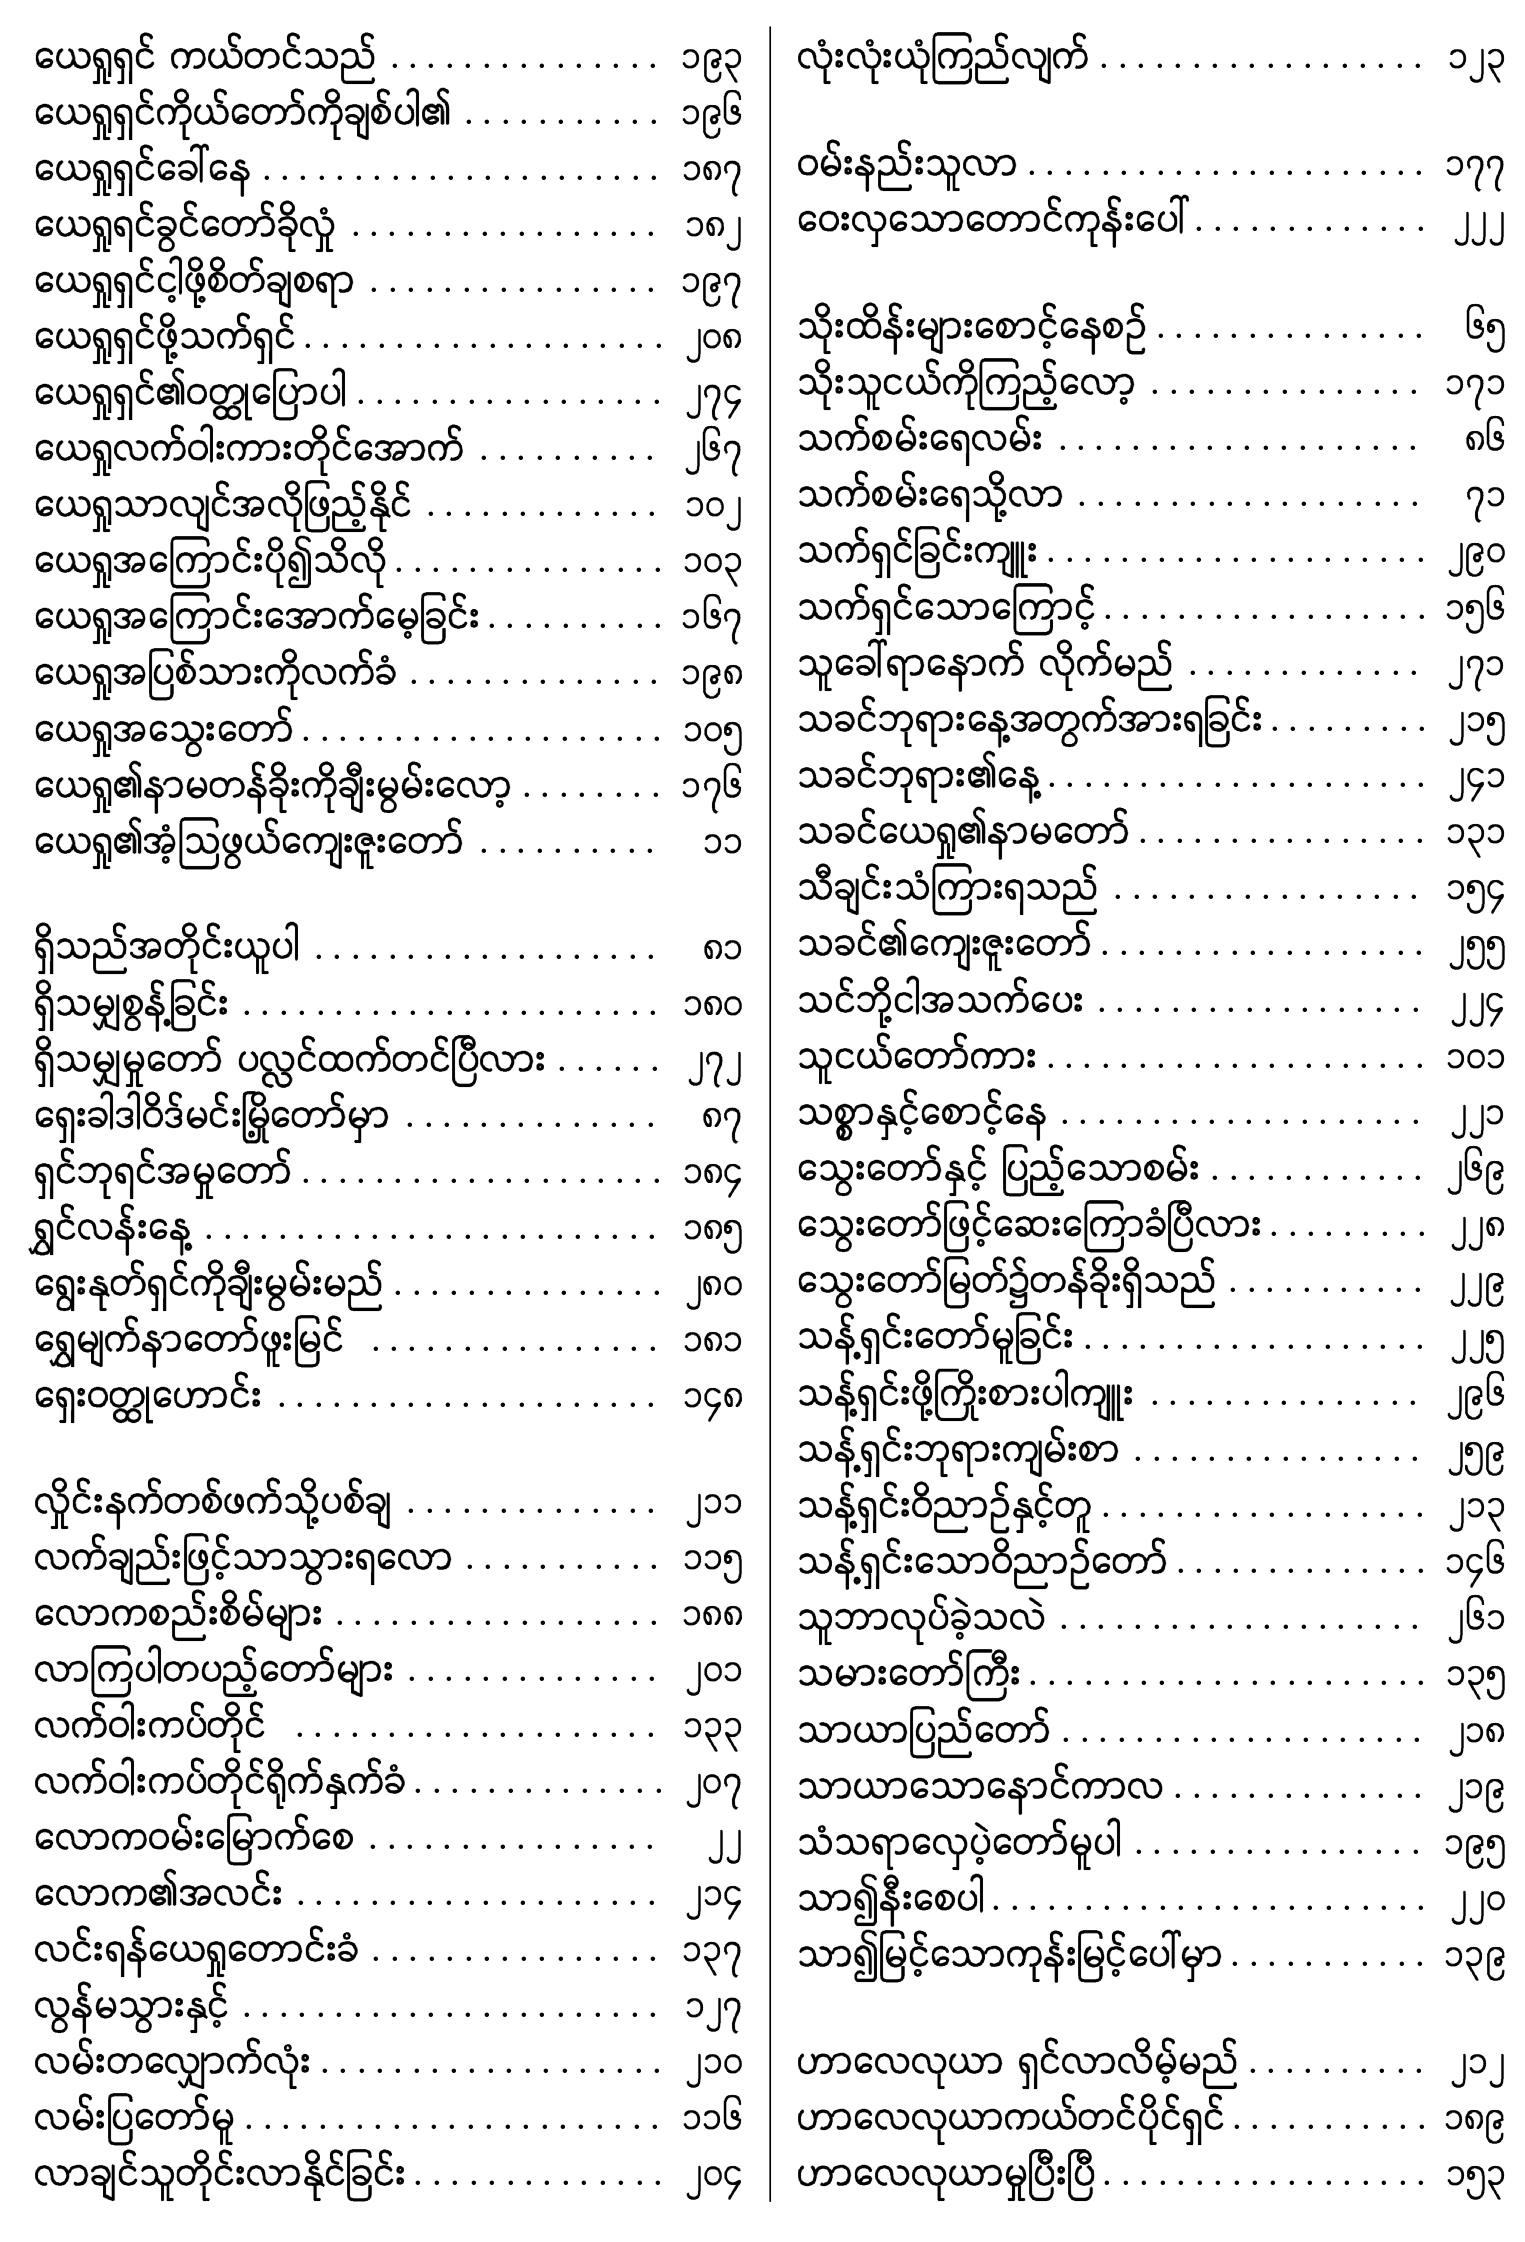 ယေရှုရှင် ကယ်တင်သည် . . . . . . . . . . . . . . . ၁၉၃
ယေရှုရှင်ကိုယ်တော်ကိုချစ်ပါ၏ . . . . . . . . . . . ၁၉၆
ယေရှုရှင်ခေါ်နေ . . . . . . . . . . . . . . . . . . . . . . ၁၈၇
ယေရှုရင်ခွင်တော်ခိုလှုံ . . . . . . . . . . . . . . . . . ၁၈၂
ယေရှုရှင်ငါ့ဖို့စိတ်ချစရာ . . . . . . . . . . . . . . . . ၁၉၇
ယေရှုရှင်ဖို့သက်ရှင် . . . . . . . . . . . . . . . . . . . . ၂၀၈
ယေရှုရှင်၏ဝတ္ထုပြောပါ . . . . . . . . . . . . . . . . . ၂၇၄
ယေရှုလက်ဝါးကားတိုင်အောက် . . . . . . . . . . ၂၆၇
ယေရှုသာလျင်အလိုဖြည့်နိုင် . . . . . . . . . . . . . ၁၀၂
ယေရှုအကြောင်းပို၍သိလို . . . . . . . . . . . . . . . ၁၀၃
ယေရှုအကြောင်းအောက်မေ့ခြင်း . . . . . . . . . . ၁၆၇
ယေရှုအပြစ်သားကိုလက်ခံ . . . . . . . . . . . . . . ၁၉၈
ယေရှုအသွေးတော် . . . . . . . . . . . . . . . . . . . . ၁၀၅
ယေရှု၏နာမတန်ခိုးကိုချီးမွမ်းလော့ . . . . . . . . ၁၇၆
ယေရှု၏အံ့ဩဖွယ်ကျေးဇူးတော် . . . . . . . . . . ၁၁
ရှိသည်အတိုင်းယူပါ . . . . . . . . . . . . . . . . . . . ၈၁
ရှိသမျှစွန့်ခြင်း . . . . . . . . . . . . . . . . . . . . . . . ၁၈၀
ရှိသမျှမှုတော် ပလ္လင်ထက်တင်ပြီလား . . . . . . ၂၇၂
ရှေးခါဒါဝိဒ်မင်းမြို့တော်မှာ . . . . . . . . . . . . . . ၈၇
ရှင်ဘုရင်အမှုတော် . . . . . . . . . . . . . . . . . . . . ၁၈၄
ရွှင်လန်းနေ့ . . . . . . . . . . . . . . . . . . . . . . . . . ၁၈၅
ရွေးနုတ်ရှင်ကိုချီးမွမ်းမည် . . . . . . . . . . . . . . . ၂၈၀
ရွှေမျက်နာတော်ဖူးမြင် . . . . . . . . . . . . . . . . ၁၈၁
ရှေးဝတ္ထုဟောင်း . . . . . . . . . . . . . . . . . . . . . ၁၄၈
လှိုင်းနက်တစ်ဖက်သို့ပစ်ချ . . . . . . . . . . . . . . ၂၁၁
လက်ချည်းဖြင့်သာသွားရလော . . . . . . . . . . . ၁၁၅
လောကစည်းစိမ်များ . . . . . . . . . . . . . . . . . . ၁၈၈
လာကြပါတပည့်တော်များ . . . . . . . . . . . . . . ၂၀၁
လက်ဝါးကပ်တိုင် . . . . . . . . . . . . . . . . . . . . ၁၃၃
လက်ဝါးကပ်တိုင်ရိုက်နှက်ခံ . . . . . . . . . . . . . . ၂၀၇
လောကဝမ်းမြောက်စေ . . . . . . . . . . . . . . . . ၂၂
လောက၏အလင်း . . . . . . . . . . . . . . . . . . . . ၂၁၄
လင်းရန်ယေရှုတောင်းခံ . . . . . . . . . . . . . . . . ၁၃၇
လွန်မသွားနှင့် . . . . . . . . . . . . . . . . . . . . . . . ၁၂၇
လမ်းတလျှောက်လုံး . . . . . . . . . . . . . . . . . . . ၂၁၀
လမ်းပြတော်မူ . . . . . . . . . . . . . . . . . . . . . . . ၁၁၆
လာချင်သူတိုင်းလာနိုင်ခြင်း . . . . . . . . . . . . . . ၂၀၄
လုံးလုံးယုံကြည်လျက် . . . . . . . . . . . . . . . . . . ၁၂၃
ဝမ်းနည်းသူလာ . . . . . . . . . . . . . . . . . . . . . . ၁၇၇
ဝေးလှသောတောင်ကုန်းပေါ် . . . . . . . . . . . . . ၂၂၂
သိုးထိန်းများစောင့်နေစဉ် . . . . . . . . . . . . . . . ၆၅
သိုးသူငယ်ကိုကြည့်လော့ . . . . . . . . . . . . . . . ၁၇၁
သက်စမ်းရေလမ်း . . . . . . . . . . . . . . . . . . . . ၈၆
သက်စမ်းရေသို့လာ . . . . . . . . . . . . . . . . . . . ၇၁
သက်ရှင်ခြင်းကျူး . . . . . . . . . . . . . . . . . . . . . ၂၉၀
သက်ရှင်သောကြောင့် . . . . . . . . . . . . . . . . . . ၁၅၆
သူခေါ်ရာနောက် လိုက်မည် . . . . . . . . . . . . . ၂၇၁
သခင်ဘုရားနေ့အတွက်အားရခြင်း . . . . . . . . . ၂၁၅
သခင်ဘုရား၏နေ့ . . . . . . . . . . . . . . . . . . . . . ၂၄၁
သခင်ယေရှု၏နာမတော် . . . . . . . . . . . . . . . . ၁၃၁
သီချင်းသံကြားရသည် . . . . . . . . . . . . . . . . . ၁၅၄
သခင်၏ကျေးဇူးတော် . . . . . . . . . . . . . . . . . . ၂၅၅
သင်ဘို့ငါအသက်ပေး . . . . . . . . . . . . . . . . . . ၂၂၄
သူငယ်တော်ကား . . . . . . . . . . . . . . . . . . . . . ၁၀၁
သစ္စာနှင့်စောင့်နေ . . . . . . . . . . . . . . . . . . . . ၂၂၁
သွေးတော်နှင့် ပြည့်သောစမ်း . . . . . . . . . . . . ၂၆၉
သွေးတော်ဖြင့်ဆေးကြောခံပြီလား . . . . . . . . . ၂၂၈
သွေးတော်မြတ်၌တန်ခိုးရှိသည် . . . . . . . . . . . ၂၂၉
သန့်ရှင်းတော်မူခြင်း . . . . . . . . . . . . . . . . . . . ၂၂၅
သန့်ရှင်းဖို့ကြိုးစားပါကျူး . . . . . . . . . . . . . . . ၂၉၆
သန့်ရှင်းဘုရားကျမ်းစာ . . . . . . . . . . . . . . . . ၂၅၉
သန့်ရှင်းဝိညာဉ်နှင့်တူ . . . . . . . . . . . . . . . . . . ၂၁၃
သန့်ရှင်းသောဝိညာဉ်တော် . . . . . . . . . . . . . . ၁၄၆
သူဘာလုပ်ခဲ့သလဲ . . . . . . . . . . . . . . . . . . . . ၂၆၁
သမားတော်ကြီး . . . . . . . . . . . . . . . . . . . . . . ၁၃၅
သာယာပြည်တော် . . . . . . . . . . . . . . . . . . . . ၂၁၈
သာယာသောနောင်ကာလ . . . . . . . . . . . . . . ၂၁၉
သံသရာလှေပဲ့တော်မူပါ . . . . . . . . . . . . . . . . ၁၉၅
သာ၍နီးစေပါ . . . . . . . . . . . . . . . . . . . . . . . . ၂၂၀
သာ၍မြင့်သောကုန်းမြင့်ပေါ်မှာ . . . . . . . . . . . ၁၃၉
ဟာလေလုယာ ရှင်လာလိမ့်မည် . . . . . . . . . . ၂၁၂
ဟာလေလုယာကယ်တင်ပိုင်ရှင် . . . . . . . . . . . ၁၈၉
ဟာလေလုယာမှုပြီးပြီ . . . . . . . . . . . . . . . . . . ၁၅၃